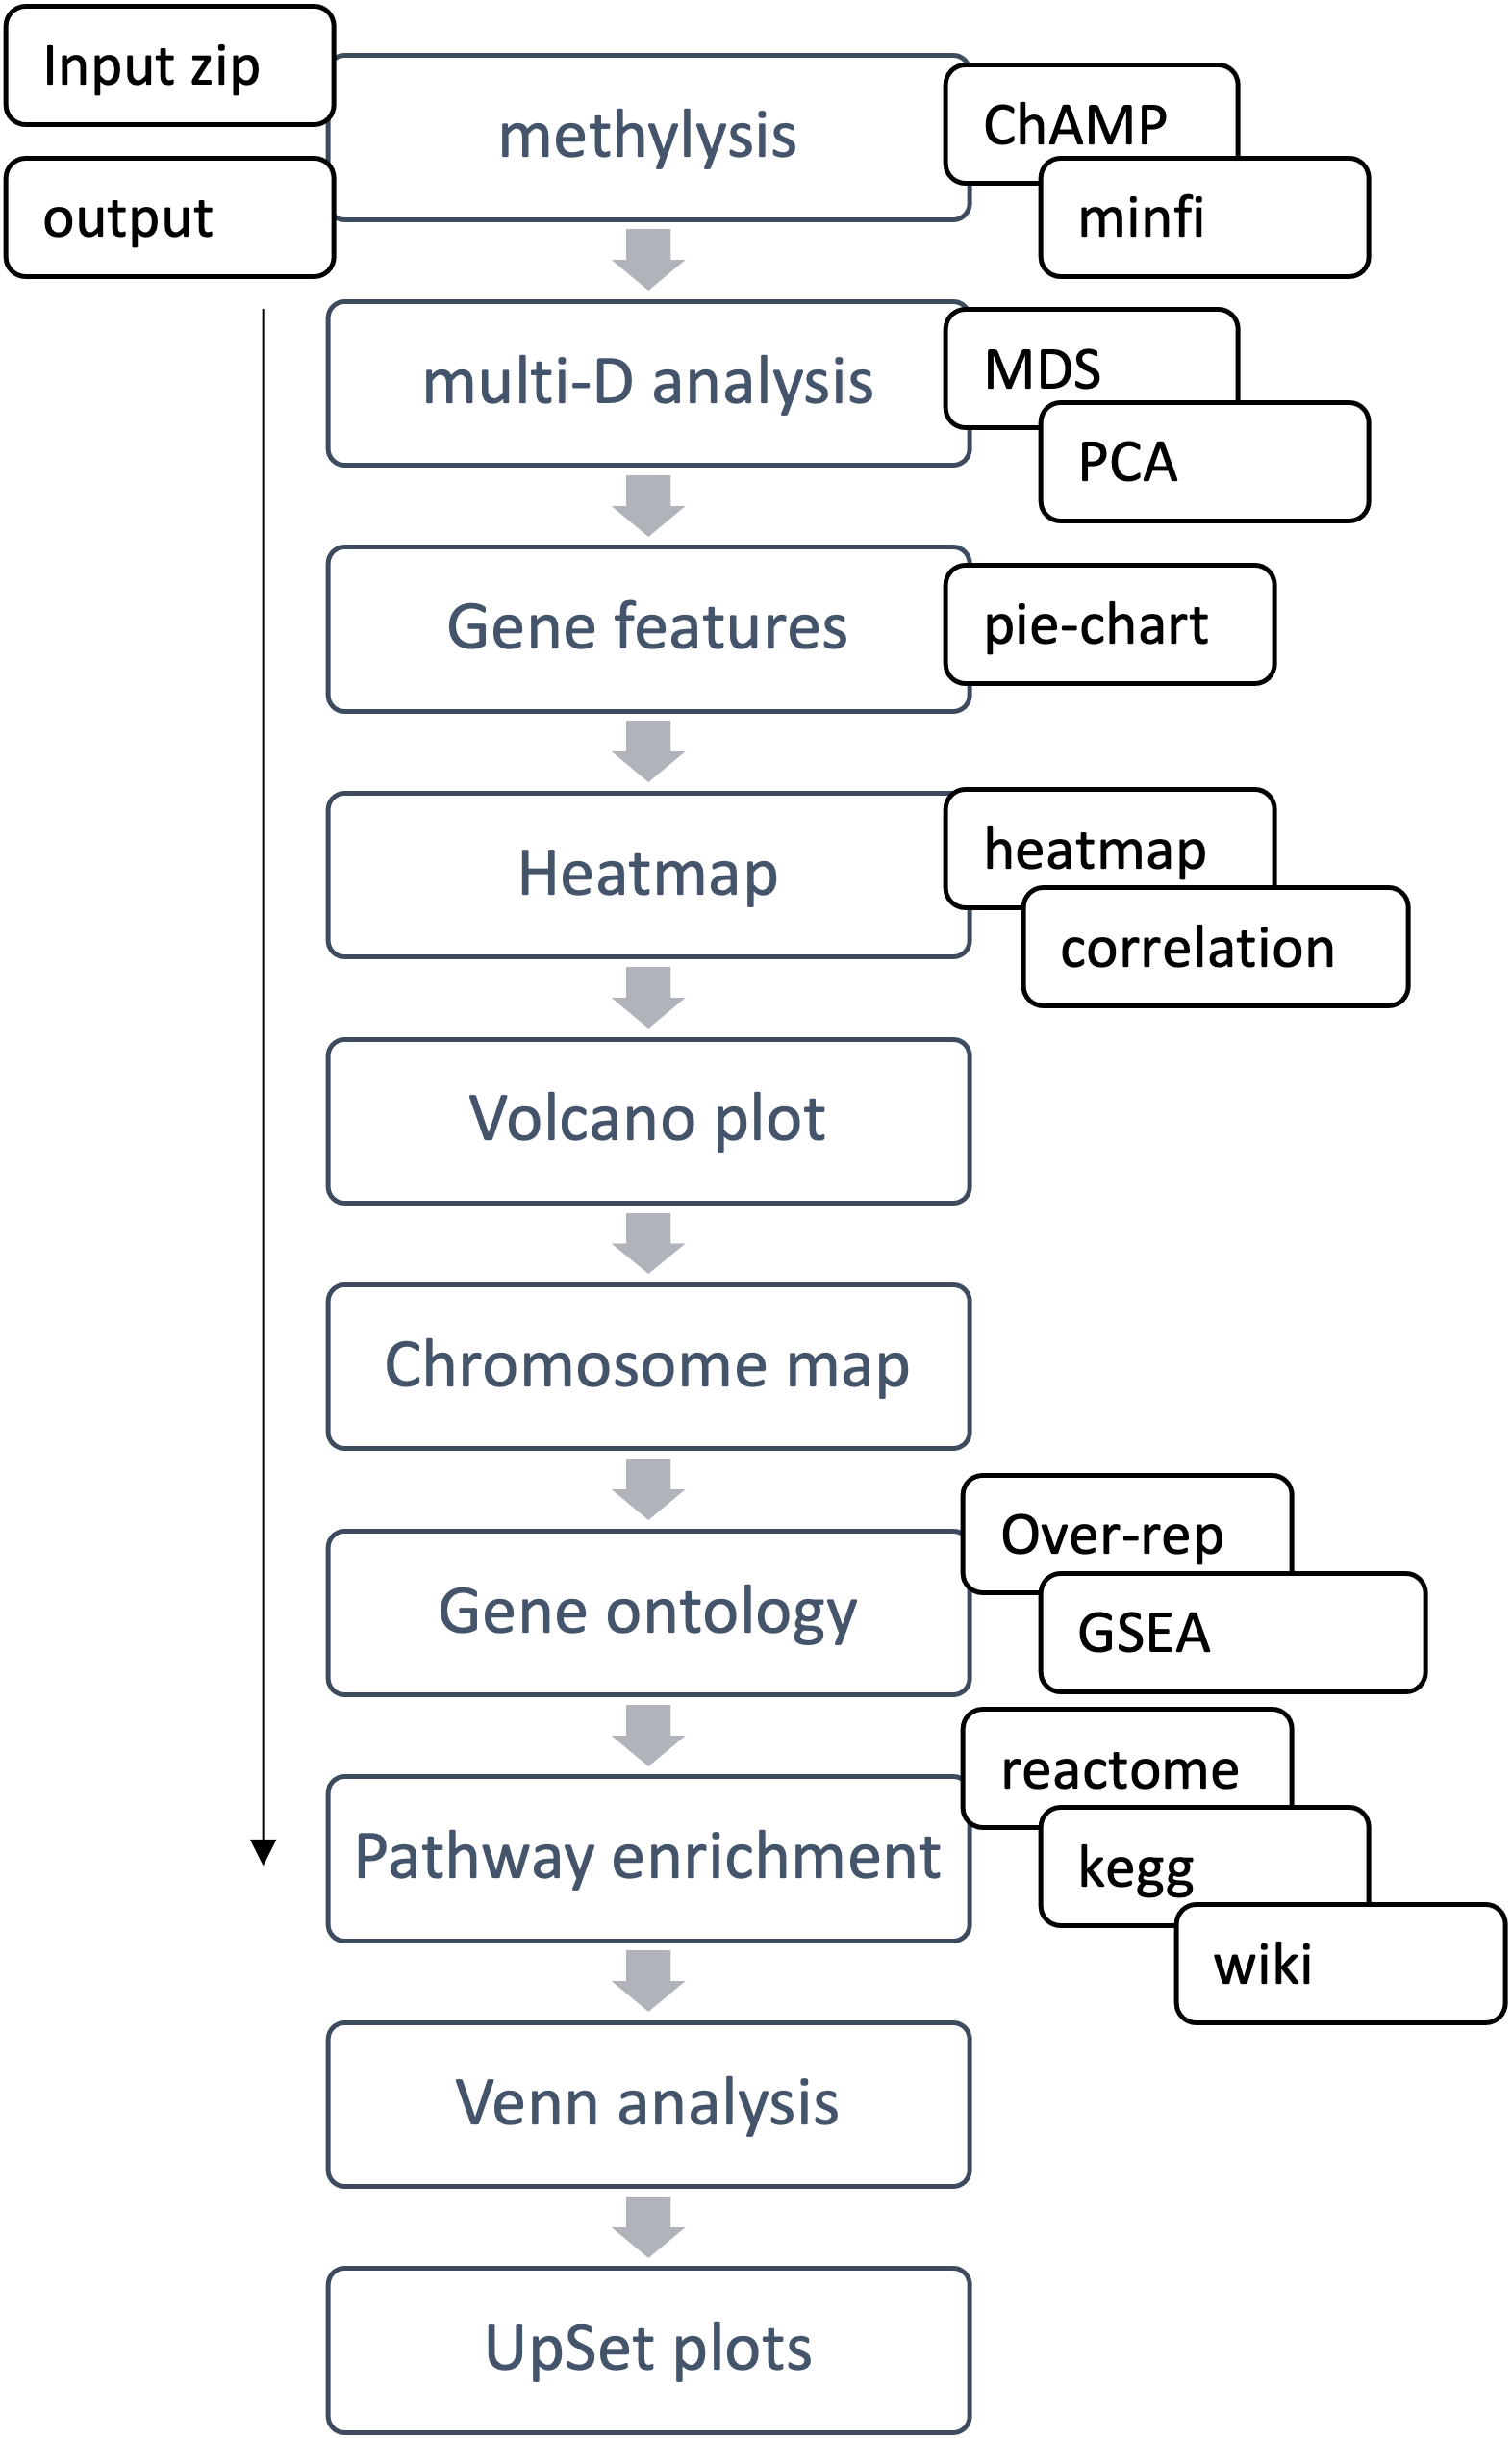 Input zip
output
methylysis
ChAMP
minfi
multi-D analysis
MDS
PCA
Gene features
pie-chart
Heatmap
heatmap
correlation
Volcano plot
Chromosome map
Gene ontology
Over-rep
GSEA
Pathway enrichment
reactome
kegg
wiki
Venn analysis
UpSet plots